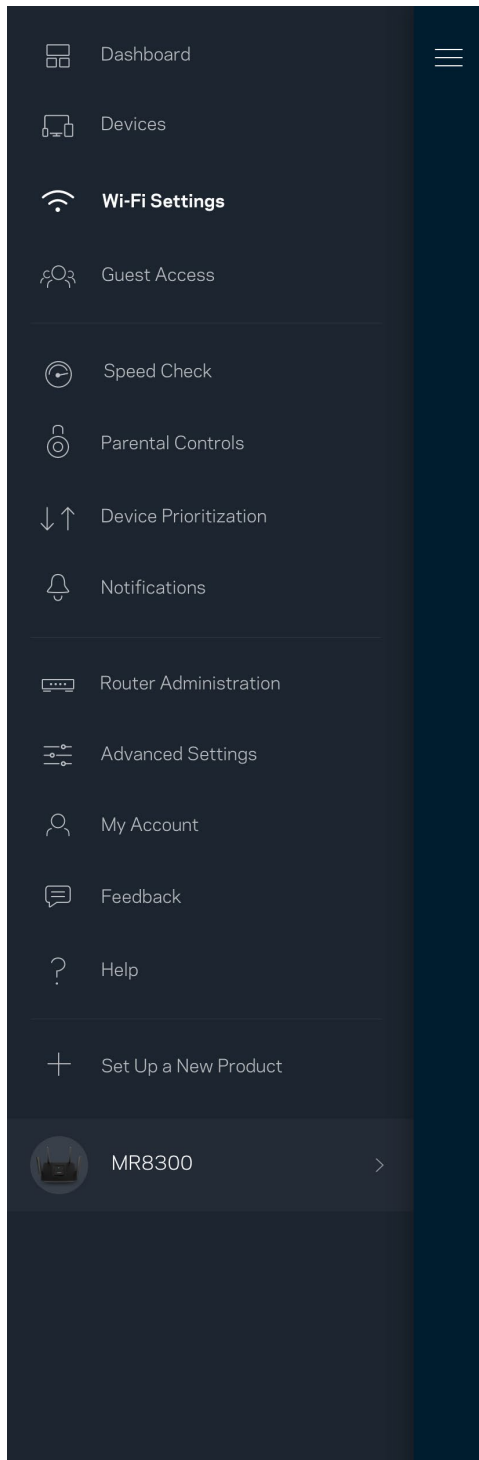 Dashboard
Devices
Wi-Fi Settings
Guest Access
Speed Check
Parental Controls
Device Prioritization
Notifications
Router Administration
Advanced Settings
My Account
Feedback
Help
Set Up a New Product
MR8300